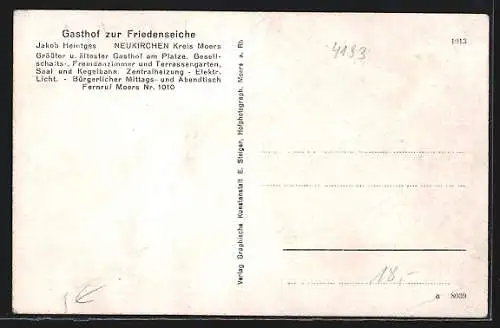 Gasthof zur Friedenseiche
Jakob Heintges NEUKIRCHEN Kreis Moers
Größter u. ältester Gasthof am Platze. Gesell-
schafts-, Fremdenzimmer und Terrassengarten,
Saal und Kegelbahn. Zentralheizung - Elektr.
Licht. - Bürgerlicher Mittags- und Abendtisch
Fernruf Moers Nr. 1010
Verlag Graphische Kunstanstalt E. Steiger, Hofphotograph, Moers a. Rh
4193
1013
18,-
a 8039